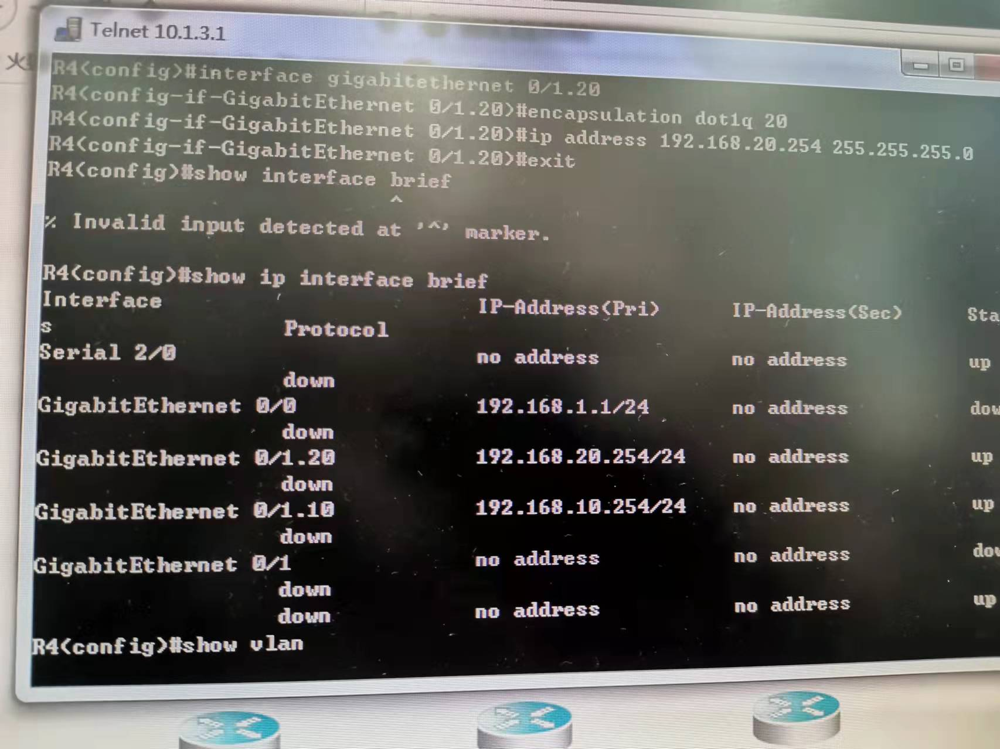 Telnet 10.1.3.1
火
R4(config)#interface gigabitethernet 0/1.20
R4(config-if-GigabitEthernet 0/1.20)#encapsulation dot1q 20
R4(config-if-GigabitEthernet 0/1.20)#ip address 192.168.20.254 255.255.255.0
R4(config-if-GigabitEthernet 0/1.20)#exit
R4(config)#show interface brief
^
% Invalid input detected at '^' marker.
R4(config)#show ip interface brief
Interface IP-Address(Pri) IP-Address(Sec) Sta
s Protocol
Serial 2/0 no address no address up
down
GigabitEthernet 0/0 192.168.1.1/24 no address dow
down
GigabitEthernet 0/1.20 192.168.20.254/24 no address up
down
GigabitEthernet 0/1.10 192.168.10.254/24 no address up
down
GigabitEthernet 0/1 no address no address dow
down
down no address no address up
R4(config)#show vlan